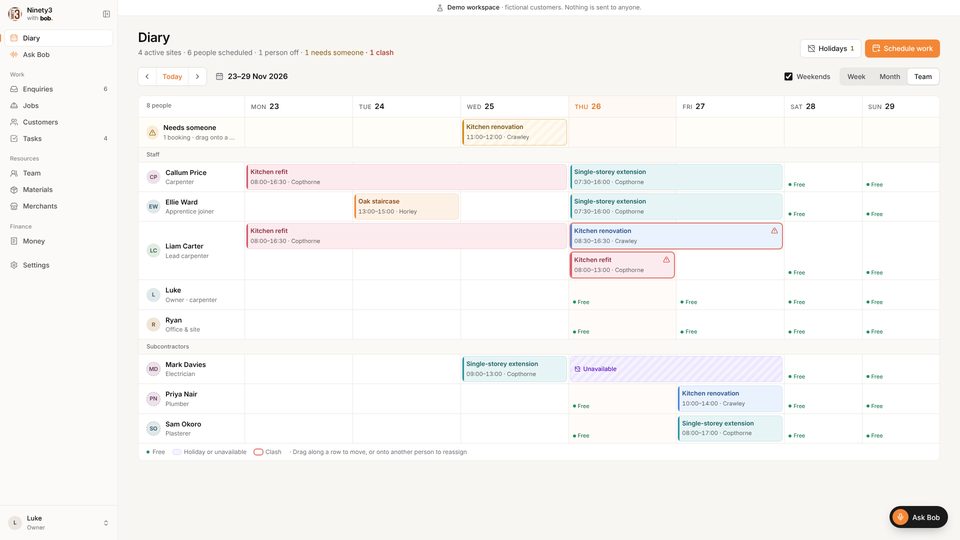 Ninety3
with bob.
Demo workspace · fictional customers. Nothing is sent to anyone.
Diary
Ask Bob
Work
Enquiries 6
Jobs
Customers
Tasks 4
Resources
Team
Materials
Merchants
Finance
Money
Settings
Luke
Owner
L
Diary
4 active sites · 6 people scheduled · 1 person off · 1 needs someone · 1 clash
Holidays 1
Schedule work
Today
23–29 Nov 2026
Weekends
Week
Month
Team
8 people
MON 23
TUE 24
WED 25
THU 26
FRI 27
SAT 28
SUN 29
Needs someone
1 booking · drag onto a ...
Kitchen renovation
11:00–12:00 · Crawley
Staff
CP
Callum Price
Carpenter
Kitchen refit
08:00–16:30 · Copthorne
Single-storey extension
07:30–16:00 · Copthorne
Free
Free
EW
Ellie Ward
Apprentice joiner
Oak staircase
13:00–15:00 · Horley
Single-storey extension
07:30–16:00 · Copthorne
Free
Free
LC
Liam Carter
Lead carpenter
Kitchen refit
08:00–16:30 · Copthorne
Kitchen renovation
08:30–16:30 · Crawley
Kitchen refit
08:00–13:00 · Copthorne
Free
Free
L
Luke
Owner · carpenter
Free
Free
Free
Free
R
Ryan
Office & site
Free
Free
Free
Free
Subcontractors
MD
Mark Davies
Electrician
Single-storey extension
09:00–13:00 · Copthorne
Unavailable
Free
Free
PN
Priya Nair
Plumber
Free
Kitchen renovation
10:00–14:00 · Crawley
Free
Free
SO
Sam Okoro
Plasterer
Free
Single-storey extension
08:00–17:00 · Copthorne
Free
Free
Free
Holiday or unavailable
Clash
· Drag along a row to move, or onto another person to reassign
Ask Bob